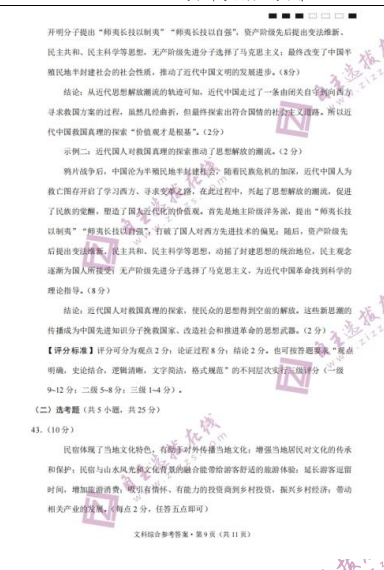 开明分子提出“师夷长技以制夷”“师夷长技以自强”，资产阶级先后提出变法维新、
民主共和、民主科学等思想，无产阶级先进分子选择了马克思主义；最终改变了中国半
殖民地半封建社会的社会性质，推动了近代中国文明的发展进步。（8分）
结论：从近代思想解放潮流的轨迹可知，近代中国走过了一条由闭关自守到向西方
寻求救国方案的过程，虽然几经曲折，但最终探索出符合国情的社会主义道路。所以近
代中国救国真理的探索“价值观才是根基”。（2分）
示例二：近代国人对救国真理的探索推动了思想解放的潮流。（2分）
鸦片战争后，中国沦为半殖民地半封建社会，随着民族危机的加深，近代中国人为
救亡图存开启了学习西方、寻求变革之路，在此过程中，兴起了思想解放的潮流，促进
了民族的觉醒，塑造了国人近代化的价值观。首先是地主阶级洋务派，提出“师夷长技
以制夷”“师夷长技以自强”，打破了国人对西方先进技术的偏见；随后，资产阶级先
后提出变法维新、民主共和、民主科学等思想，动摇了封建思想的统治地位，民主观念
逐渐为国人所接受；无产阶级先进分子选择了马克思主义，为近代中国革命找到科学的
理论指导。（8分）
结论：近代国人对救国真理的探索，使民众的思想得到空前的解放。这些新思潮的
传播成为中国先进知识分子挽救国家、改造社会和推进革命的思想武器。（2分）
【评分标准】评分可分为观点2分；论证过程8分；结论2分。也可按答题要求“观点
明确，史论结合，逻辑清晰，文字简洁，格式规范”的不同层次实行三级评分（一级
9~12分；二级5~8分；三级1~4分）。
（二）选考题（共5小题，共25分）
43．（10分）
民宿体现了当地文化特色，有助于对外传播当地文化；增强当地居民对文化的传承
和保护；民宿与山水风光和文化背景的融合能带给游客舒适的旅游体验；延长游客逗留
时间，增加旅游消费；吸引有情怀、有能力的投资商到乡村投资，振兴乡村经济；带动
相关产业的发展。（每点2分，任答五点即可）
文科综合参考答案·第9页（共11页）